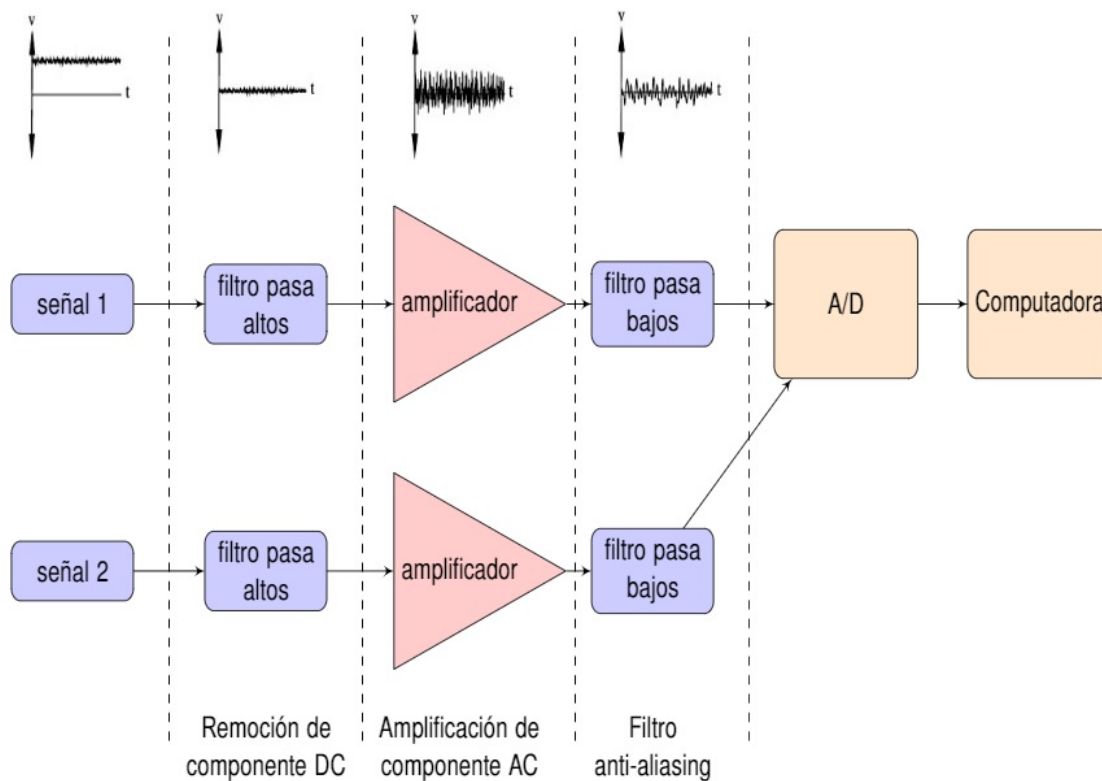 v
t
v
t
v
t
v
t
señal 1
filtro pasa
altos
amplificador
filtro pasa
bajos
A/D
Computadora
señal 2
filtro pasa
altos
amplificador
filtro pasa
bajos
Remoción de
componente DC
Amplificación de
componente AC
Filtro
anti-aliasing